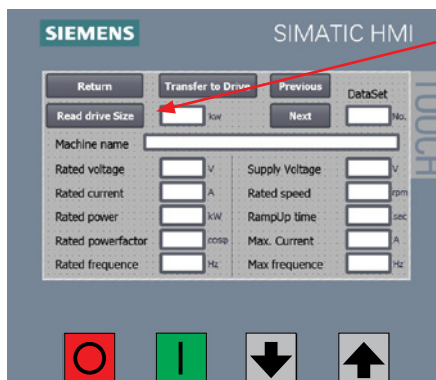 SIEMENS SIMATIC HMI
TOUCH
Return Transfer to Drive Previous DataSet
Read drive Size kw Next No.
Machine name
Rated voltage V Supply Voltage V
Rated current A Rated speed rpm
Rated power kW RampUp time sec
Rated powerfactor cosp Max. Current A
Rated frequence Hz Max frequence Hz